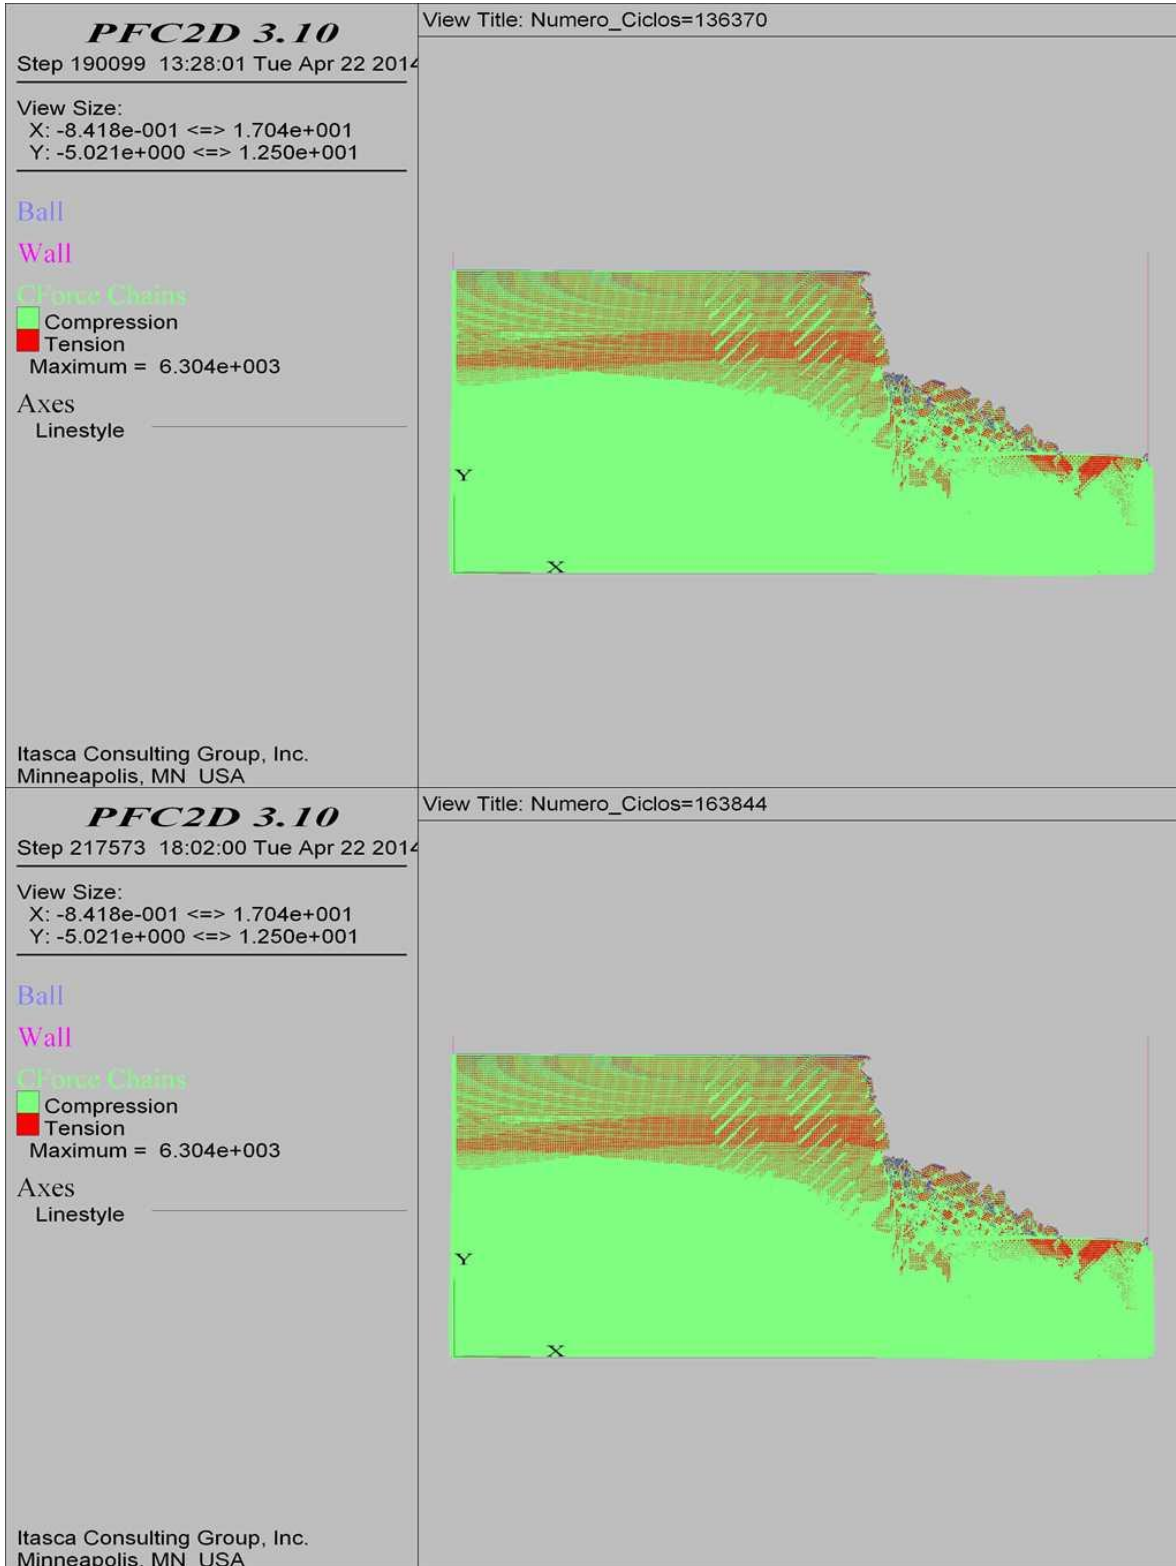 PFC2D 3.10
Step 190099 13:28:01 Tue Apr 22 2014
View Size:
X: -8.418e-001 <=> 1.704e+001
Y: -5.021e+000 <=> 1.250e+001
Ball
Wall
CForce Chains
Compression
Tension
Maximum = 6.304e+003
Axes
Linestyle
Itasca Consulting Group, Inc.
Minneapolis, MN USA
View Title: Numero_Ciclos=136370
Y
X
PFC2D 3.10
Step 217573 18:02:00 Tue Apr 22 2014
View Size:
X: -8.418e-001 <=> 1.704e+001
Y: -5.021e+000 <=> 1.250e+001
Ball
Wall
CForce Chains
Compression
Tension
Maximum = 6.304e+003
Axes
Linestyle
Itasca Consulting Group, Inc.
Minneapolis, MN USA
View Title: Numero_Ciclos=163844
Y
X